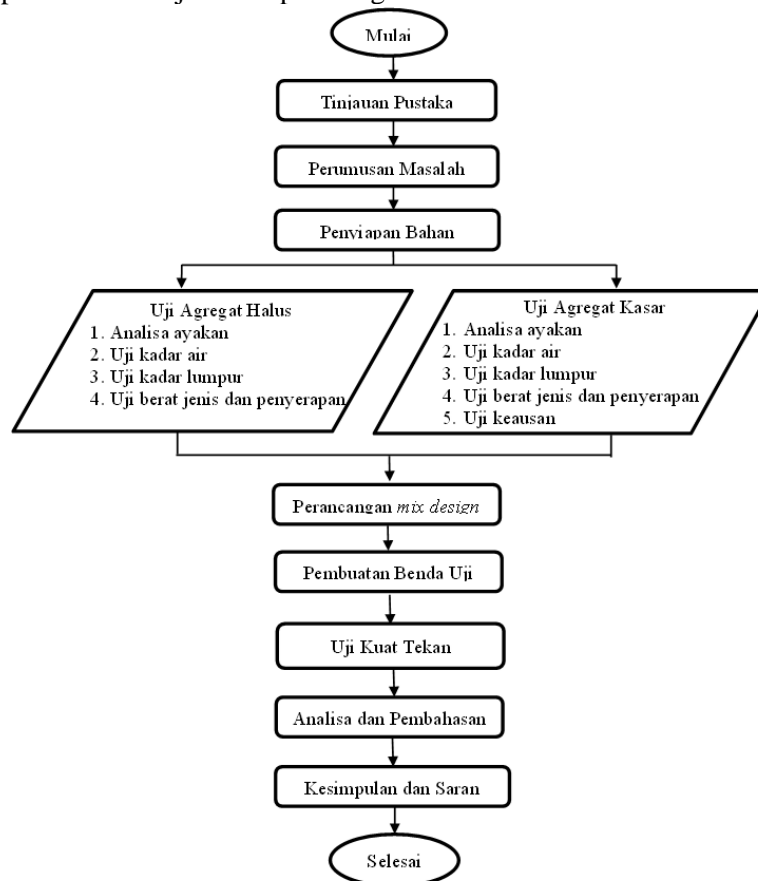 Mulai
Tinjauan Pustaka
Perumusan Masalah
Penyiapan Bahan
Uji Agregat Halus
1. Analisa ayakan
2. Uji kadar air
3. Uji kadar lumpur
4. Uji berat jenis dan penyerapan
Uji Agregat Kasar
1. Analisa ayakan
2. Uji kadar air
3. Uji kadar lumpur
4. Uji berat jenis dan penyerapan
5. Uji keausan
Perancangan mix design
Pembuatan Benda Uji
Uji Kuat Tekan
Analisa dan Pembahasan
Kesimpulan dan Saran
Selesai